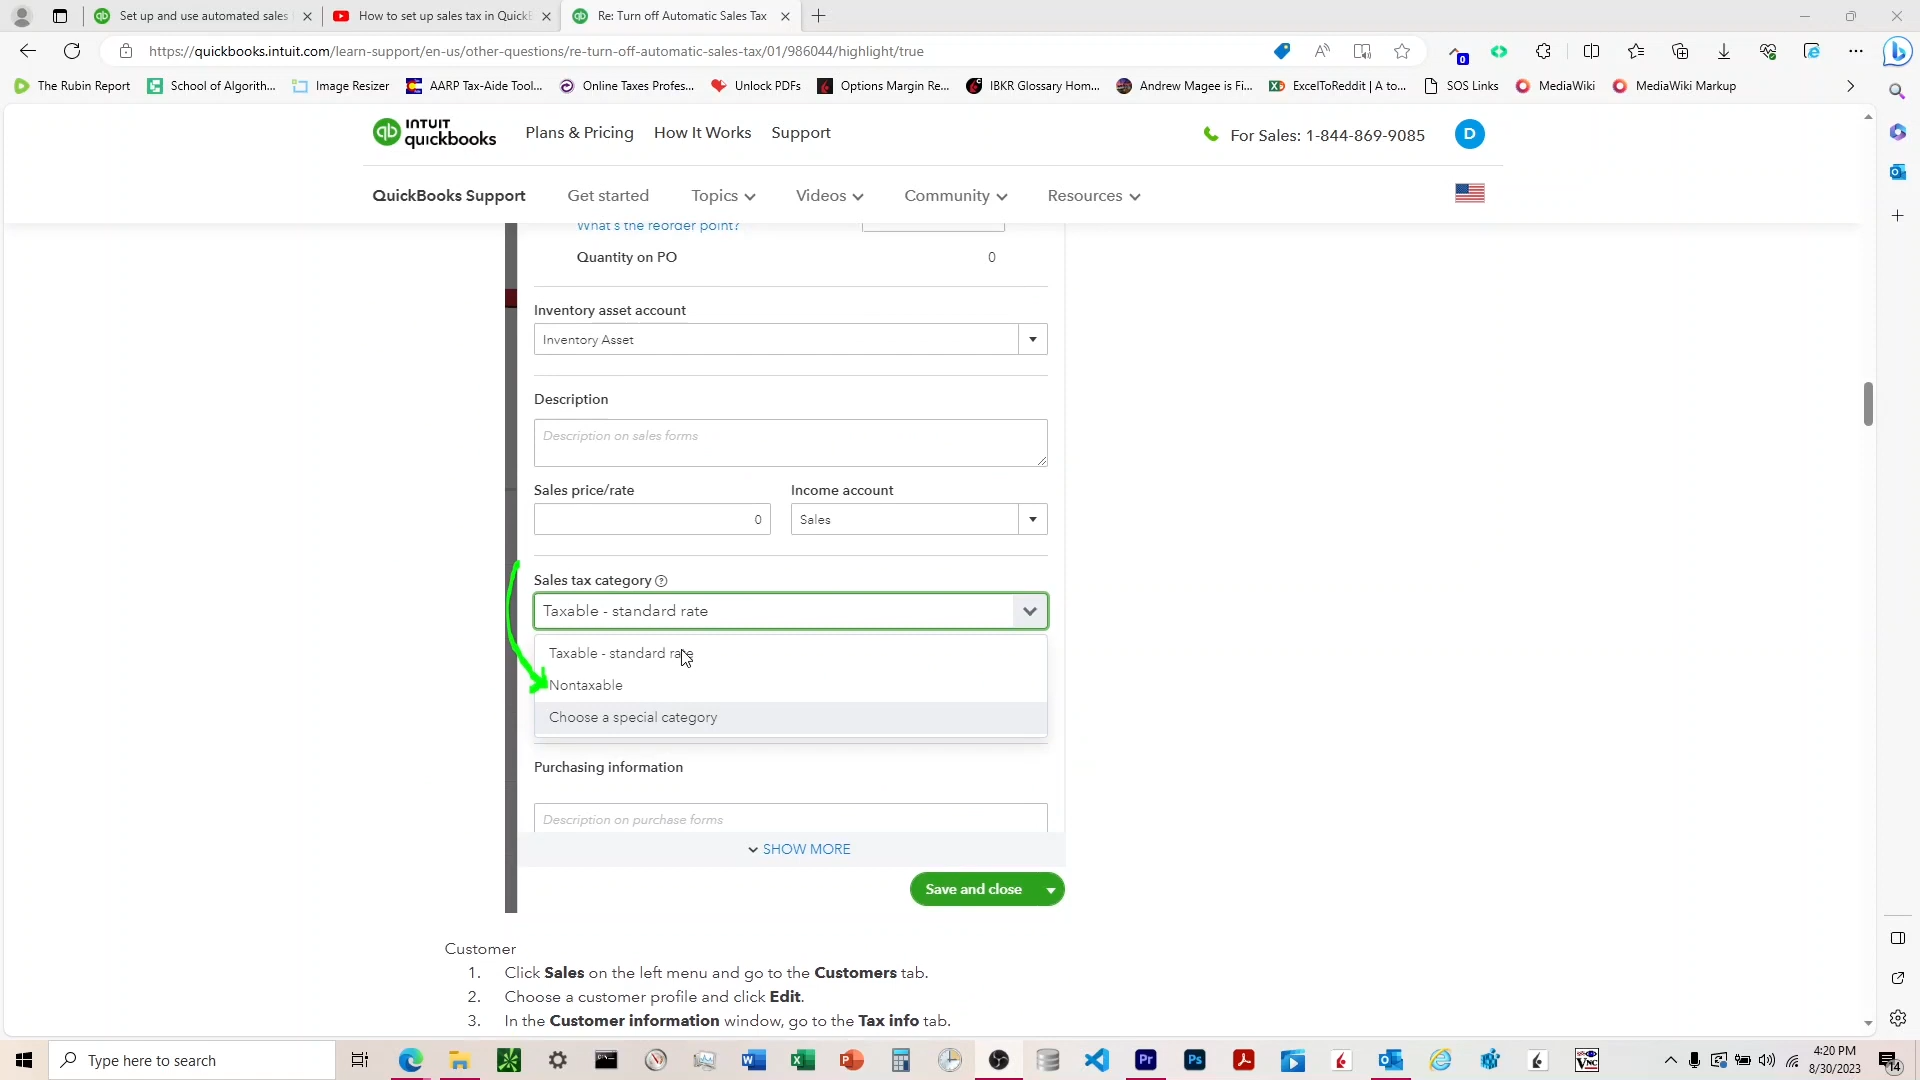 Set up and use automated sales
How to set up sales tax in QuickB
Re: Turn off Automatic Sales Tax
https://quickbooks.intuit.com/learn-support/en-us/other-questions/re-turn-off-automatic-sales-tax/01/986044/highlight/true
0
The Rubin Report
School of Algorith...
Image Resizer
AARP Tax-Aide Tool...
Online Taxes Profes...
Unlock PDFs
Options Margin Re...
IBKR Glossary Hom...
Andrew Magee is Fi...
ExcelToReddit | A to...
SOS Links
MediaWiki
MediaWiki Markup
INTUIT
quickbooks
Plans & Pricing
How It Works
Support
For Sales: 1-844-869-9085
D
QuickBooks Support
Get started
Topics
Videos
Community
Resources
What's the reorder point?
Quantity on PO
0
Inventory asset account
Inventory Asset
Description
Description on sales forms
Sales price/rate
Income account
0
Sales
Sales tax category
Taxable - standard rate
Taxable - standard rate
Nontaxable
Choose a special category
Purchasing information
Description on purchase forms
SHOW MORE
Save and close
Customer
1. Click Sales on the left menu and go to the Customers tab.
2. Choose a customer profile and click Edit.
3. In the Customer information window, go to the Tax info tab.
Type here to search
4:20 PM
8/30/2023
14